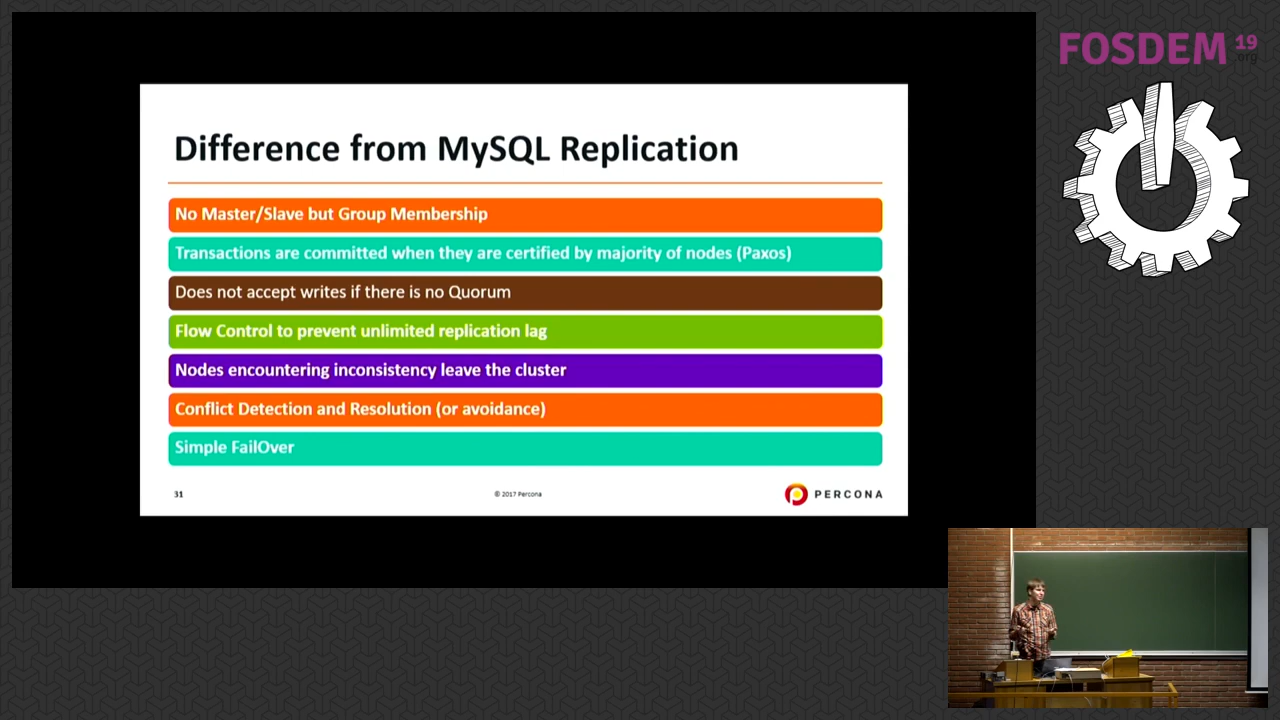 FOSDEM 19
.org
Difference from MySQL Replication
No Master/Slave but Group Membership
Transactions are committed when they are certified by majority of nodes (Paxos)
Does not accept writes if there is no Quorum
Flow Control to prevent unlimited replication lag
Nodes encountering inconsistency leave the cluster
Conflict Detection and Resolution (or avoidance)
Simple FailOver
31
© 2017 Percona
PERCONA